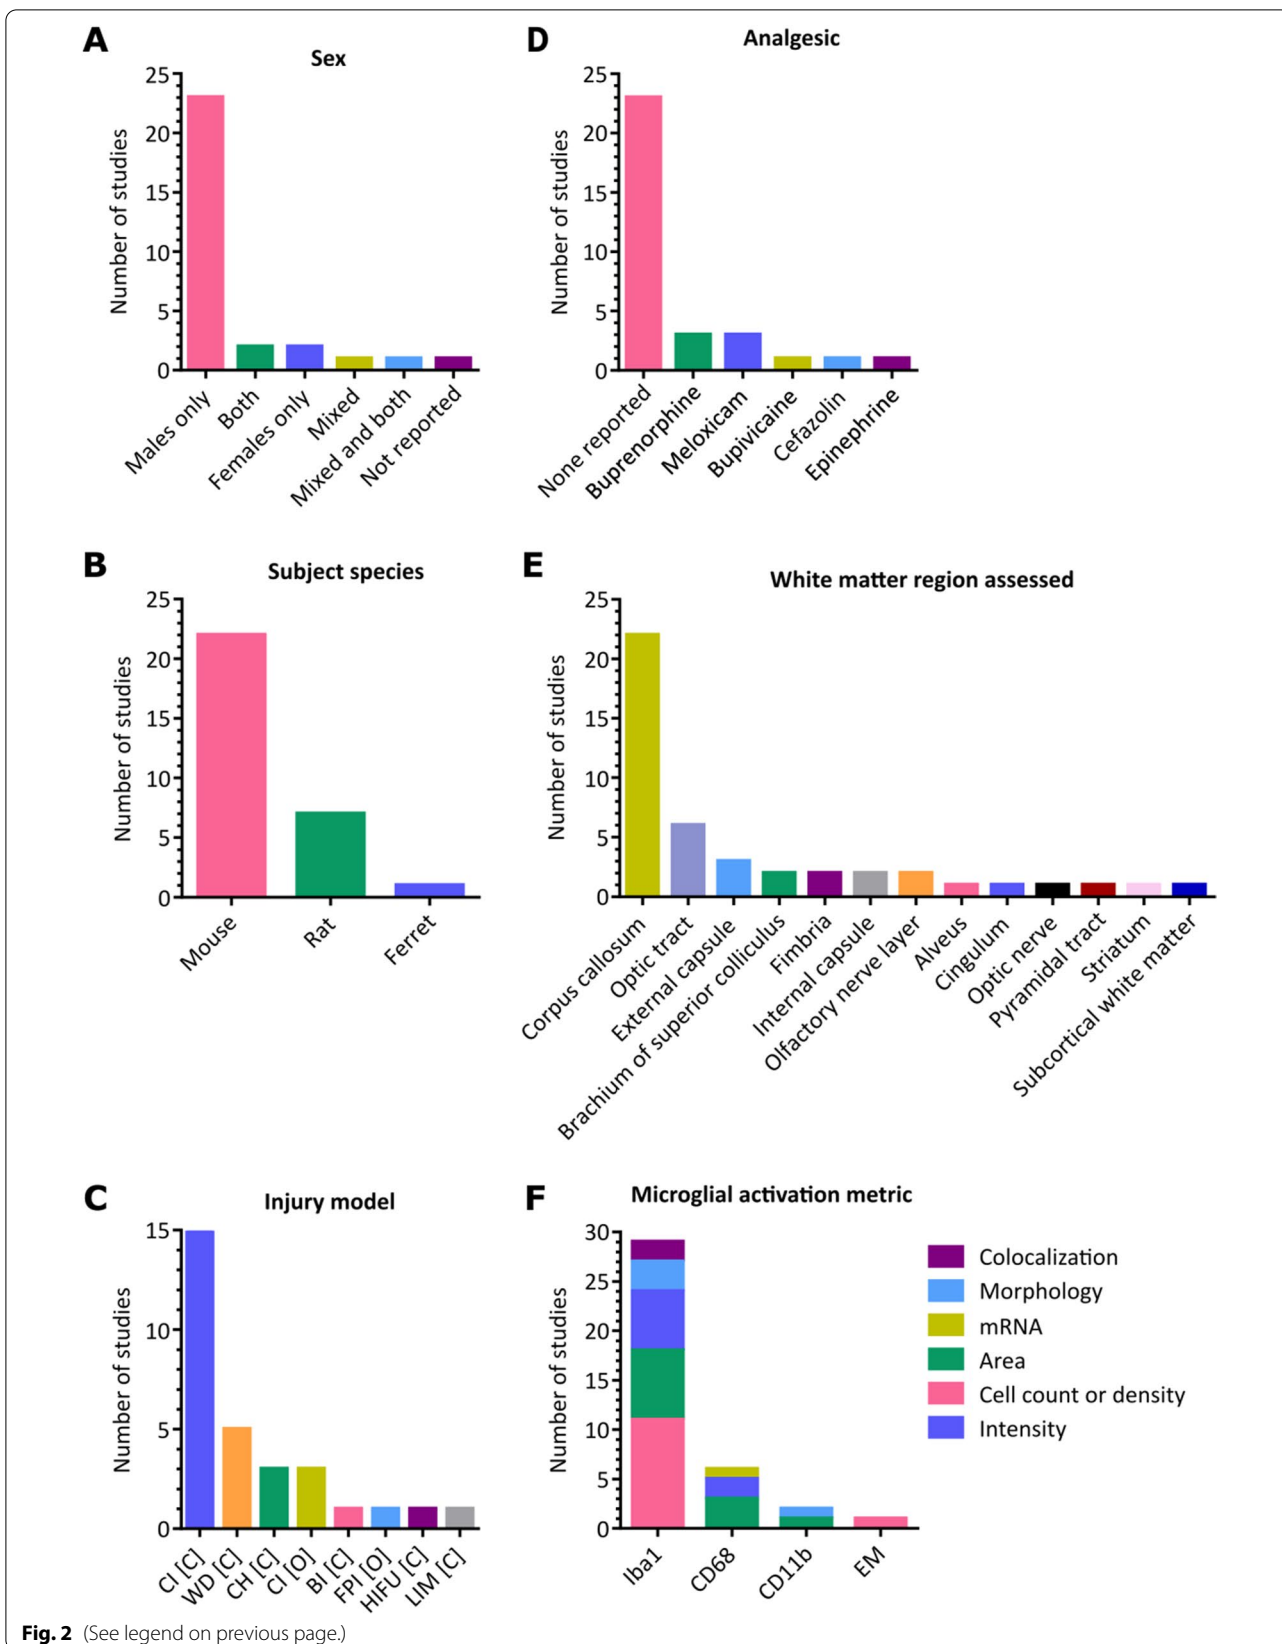 A
Sex
Number of studies
25
20
15
10
5
0
Males only
Both
Females only
Mixed
Mixed and both
Not reported
D
Analgesic
Number of studies
25
20
15
10
5
0
None reported
Buprenorphine
Meloxicam
Bupivicaine
Cefazolin
Epinephrine
B
Subject species
Number of studies
25
20
15
10
5
0
Mouse
Rat
Ferret
E
White matter region assessed
Number of studies
25
20
15
10
5
0
Corpus callosum
Optic tract
External capsule
Brachium of superior colliculus
Fimbria
Internal capsule
Olfactory nerve layer
Alveus
Cingulum
Optic nerve
Pyramidal tract
Striatum
Subcortical white matter
C
Injury model
Number of studies
15
10
5
0
CI [C]
WD [C]
CH [C]
CI [O]
BI [C]
FPI [O]
HIFU [C]
LIM [C]
F
Microglial activation metric
Number of studies
30
25
20
15
10
5
0
Iba1
CD68
CD11b
EM
Colocalization
Morphology
mRNA
Area
Cell count or density
Intensity
Fig. 2 (See legend on previous page.)